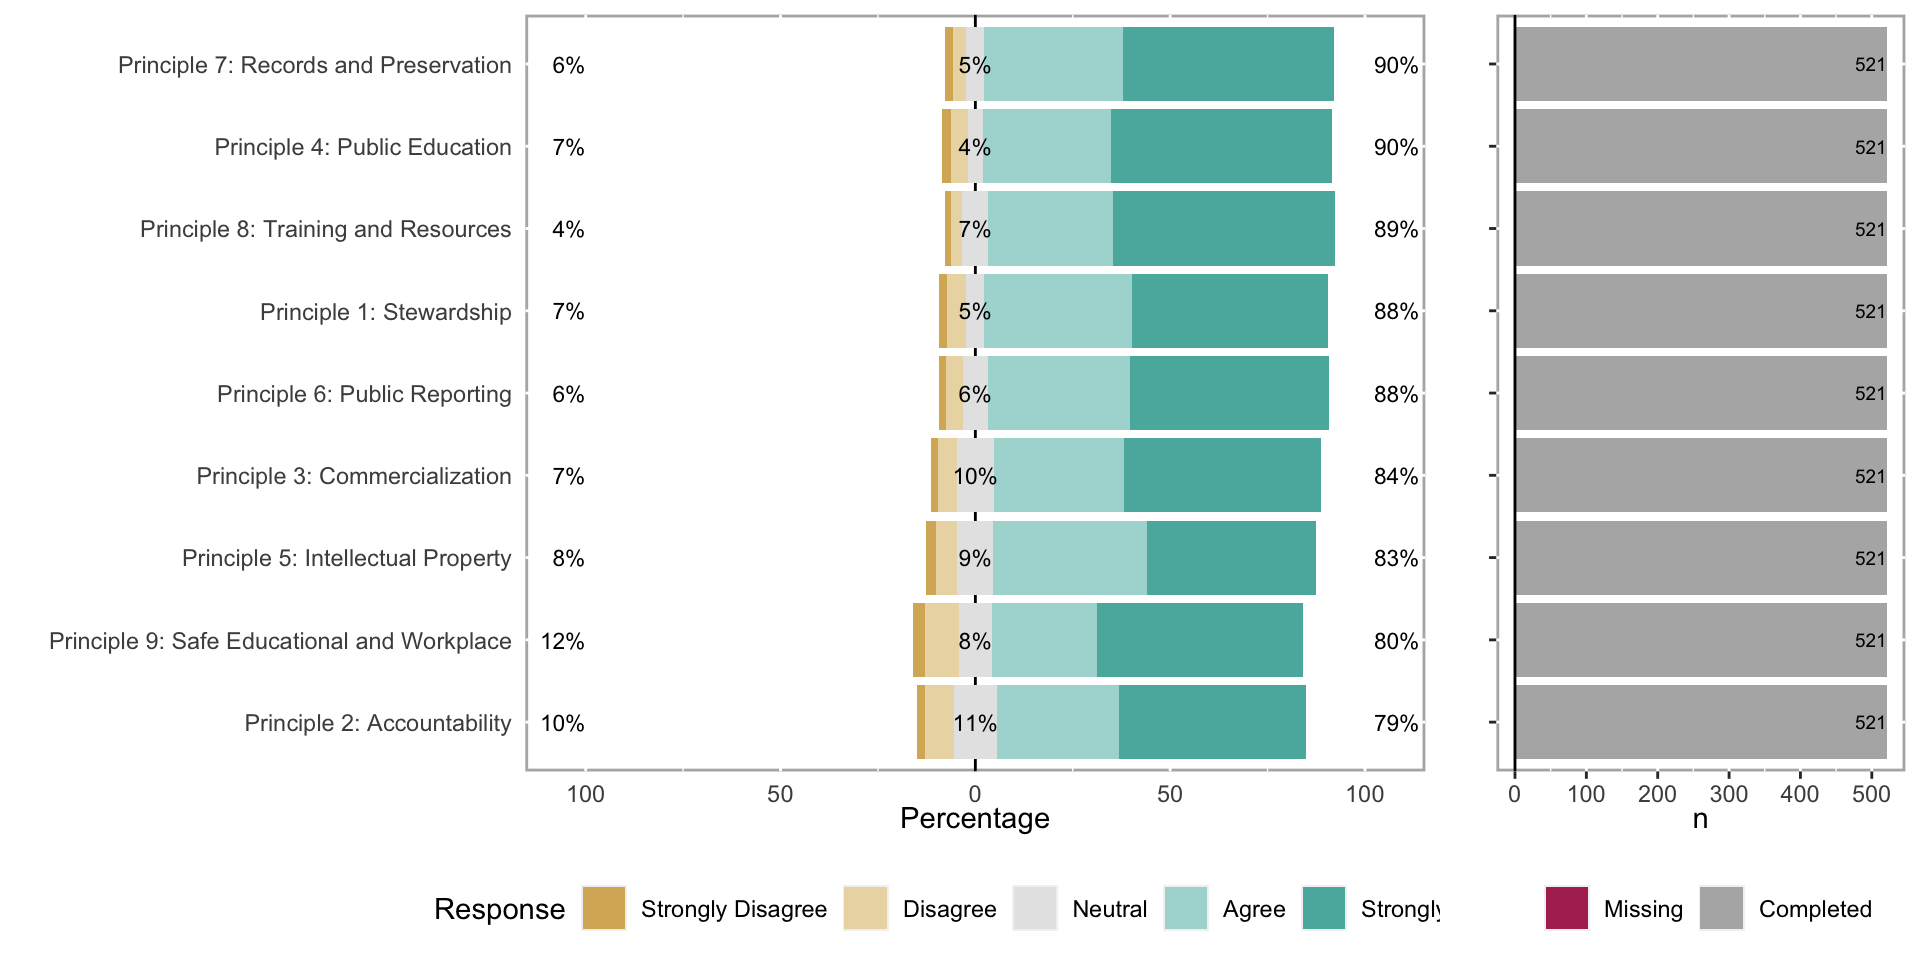 Principle 7: Records and Preservation 6% 5% 90% 521
Principle 4: Public Education 7% 4% 90% 521
Principle 8: Training and Resources 4% 7% 89% 521
Principle 1: Stewardship 7% 5% 88% 521
Principle 6: Public Reporting 6% 6% 88% 521
Principle 3: Commercialization 7% 10% 84% 521
Principle 5: Intellectual Property 8% 9% 83% 521
Principle 9: Safe Educational and Workplace 12% 8% 80% 521
Principle 2: Accountability 10% 11% 79% 521
100 50 0 50 100 0 100 200 300 400 500
Percentage n
Response Strongly Disagree Disagree Neutral Agree Strongly Missing Completed